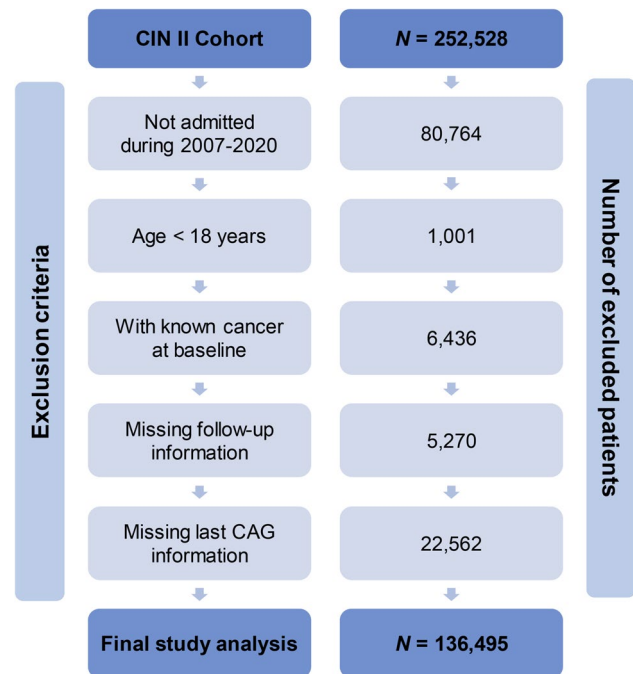 CIN II Cohort
N = 252,528
Exclusion criteria
Number of excluded patients
Not admitted
during 2007-2020
80,764
Age < 18 years
1,001
With known cancer
at baseline
6,436
Missing follow-up
information
5,270
Missing last CAG
information
22,562
Final study analysis
N = 136,495